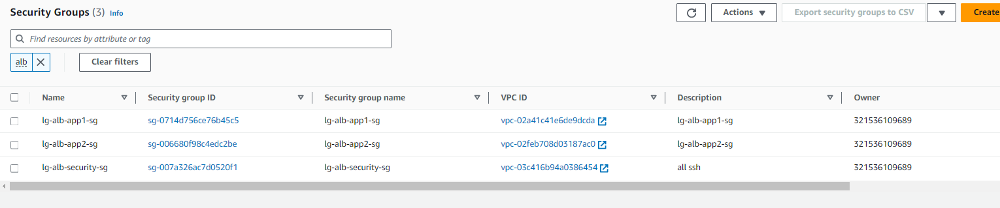 Security Groups (3) Info
Actions
Export security groups to CSV
Create
Find resources by attribute or tag
alb
Clear filters
Name Security group ID Security group name VPC ID Description Owner
lg-alb-app1-sg sg-0714d756ce76b45c5 lg-alb-app1-sg vpc-02a41c41e6de9dcda lg-alb-app1-sg 321536109689
lg-alb-app2-sg sg-006680f98c4edc2be lg-alb-app2-sg vpc-02feb708d03187ac0 lg-alb-app2-sg 321536109689
lg-alb-security-sg sg-007a326ac7d0520f1 lg-alb-security-sg vpc-03c416b94a0386454 all ssh 321536109689